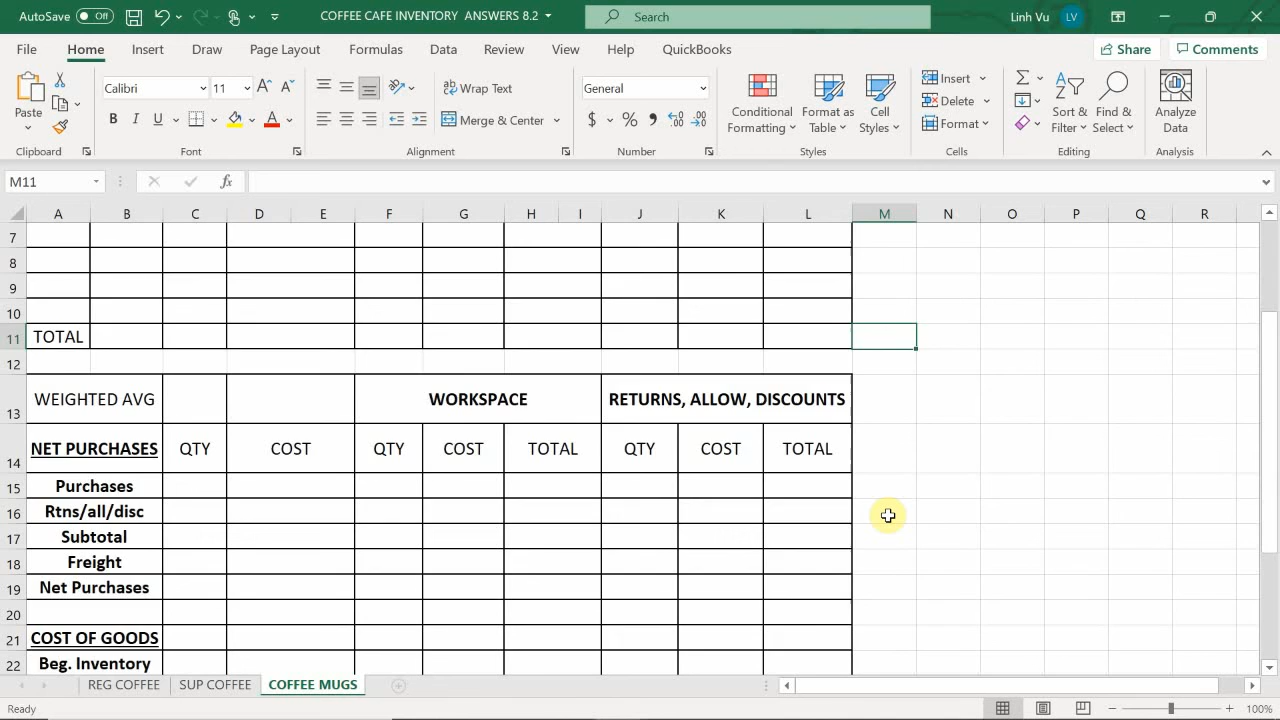 AutoSave Off COFFEE CAFE INVENTORY ANSWERS 8.2 Search Linh Vu LV
File Home Insert Draw Page Layout Formulas Data Review View Help QuickBooks Share Comments
Paste Calibri 11 A A Wrap Text General Conditional Formatting Format as Table Cell Styles Insert Sort & Filter Find & Select Analyze Data
B I U A Merge & Center $ % , Delete
Format
Clipboard Font Alignment Number Styles Cells Editing Analysis
M11 fx
A B C D E F G H I J K L M N O P Q R
7
8
9
10
11 TOTAL
12
13 WEIGHTED AVG WORKSPACE RETURNS, ALLOW, DISCOUNTS
14 NET PURCHASES QTY COST QTY COST TOTAL QTY COST TOTAL
15 Purchases
16 Rtns/all/disc
17 Subtotal
18 Freight
19 Net Purchases
20
21 COST OF GOODS
22 Beg. Inventory
REG COFFEE SUP COFFEE COFFEE MUGS
Ready 100%